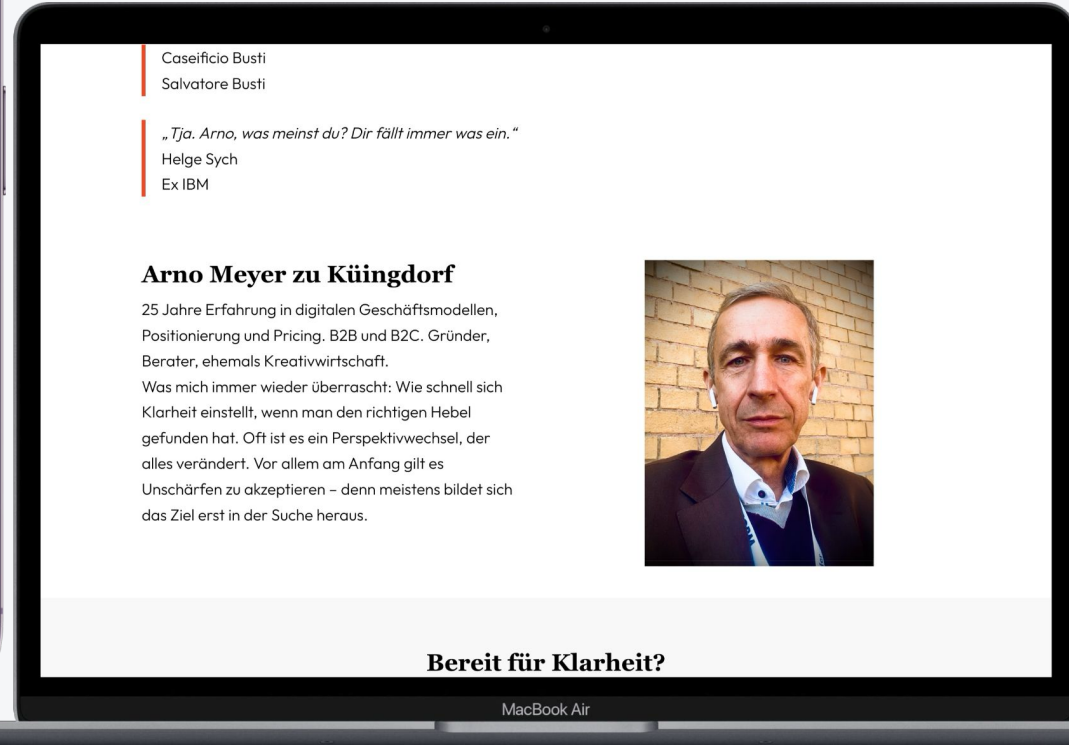 Caseificio Busti
Salvatore Busti
„Tja. Arno, was meinst du? Dir fällt immer was ein.“
Helge Sych
Ex IBM
Arno Meyer zu Küingdorf
25 Jahre Erfahrung in digitalen Geschäftsmodellen,
Positionierung und Pricing. B2B und B2C. Gründer,
Berater, ehemals Kreativwirtschaft.
Was mich immer wieder überrascht: Wie schnell sich
Klarheit einstellt, wenn man den richtigen Hebel
gefunden hat. Oft ist es ein Perspektivwechsel, der
alles verändert. Vor allem am Anfang gilt es
Unschärfen zu akzeptieren – denn meistens bildet sich
das Ziel erst in der Suche heraus.
Bereit für Klarheit?
MacBook Air